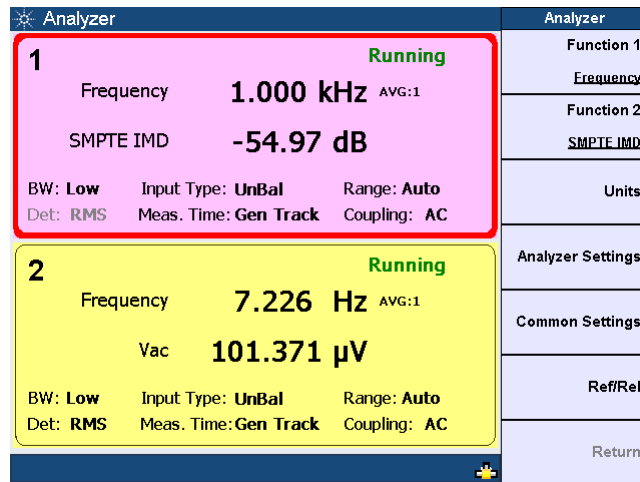 Analyzer
1
Running
Frequency 1.000 kHz AVG:1
SMPTE IMD -54.97 dB
BW: Low Input Type: UnBal Range: Auto
Det: RMS Meas. Time: Gen Track Coupling: AC
2
Running
Frequency 7.226 Hz AVG:1
Vac 101.371 µV
BW: Low Input Type: UnBal Range: Auto
Det: RMS Meas. Time: Gen Track Coupling: AC
Analyzer
Function 1
Frequency
Function 2
SMPTE IMD
Units
Analyzer Settings
Common Settings
Ref/Rel
Return